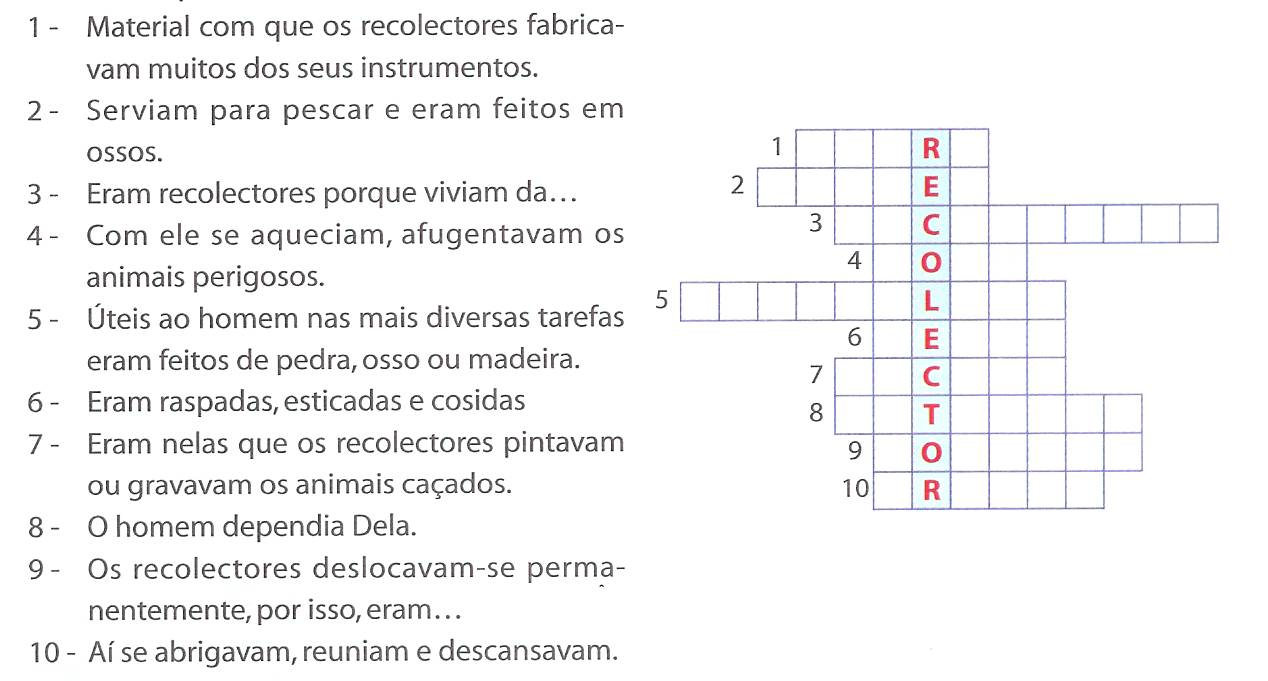 1 - Material com que os recolectores fabrica-
vam muitos dos seus instrumentos.
2 - Serviam para pescar e eram feitos em
ossos.
3 - Eram recolectores porque viviam da...
4 - Com ele se aqueciam, afugentavam os
animais perigosos.
5 - Úteis ao homem nas mais diversas tarefas
eram feitos de pedra, osso ou madeira.
6 - Eram raspadas, esticadas e cosidas
7 - Eram nelas que os recolectores pintavam
ou gravavam os animais caçados.
8 - O homem dependia Dela.
9 - Os recolectores deslocavam-se perma-
nentemente, por isso, eram...
10 - Aí se abrigavam, reuniam e descansavam.
1 R
2 E
3 C
4 O
5 L
6 E
7 C
8 T
9 O
10 R